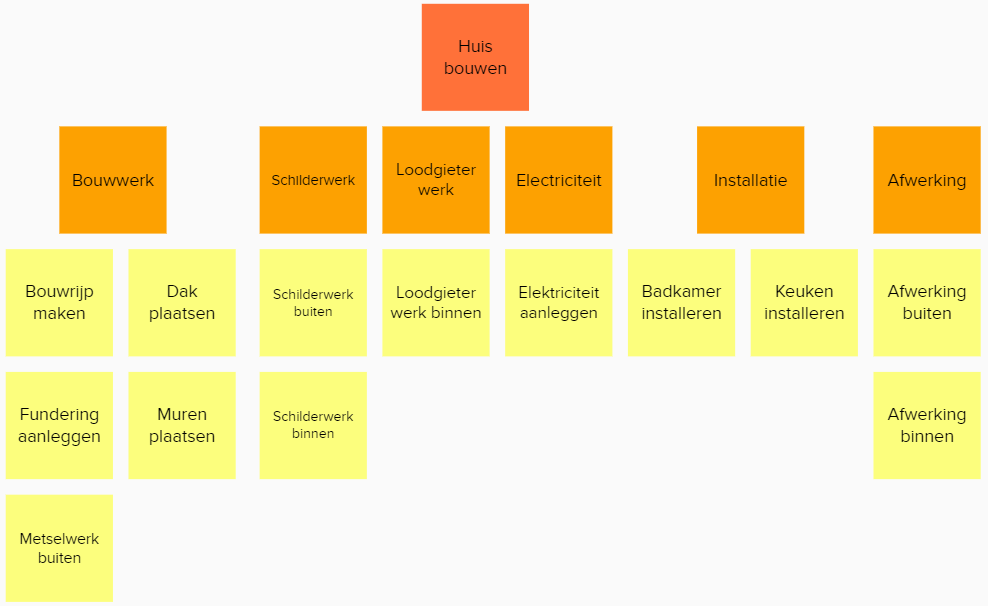 Huis
bouwen
Bouwwerk
Schilderwerk
Loodgieter
werk
Electriciteit
Installatie
Afwerking
Bouwrijp
maken
Dak
plaatsen
Schilderwerk
buiten
Loodgieter
werk binnen
Elektriciteit
aanleggen
Badkamer
installeren
Keuken
installeren
Afwerking
buiten
Fundering
aanleggen
Muren
plaatsen
Schilderwerk
binnen
Afwerking
binnen
Metselwerk
buiten